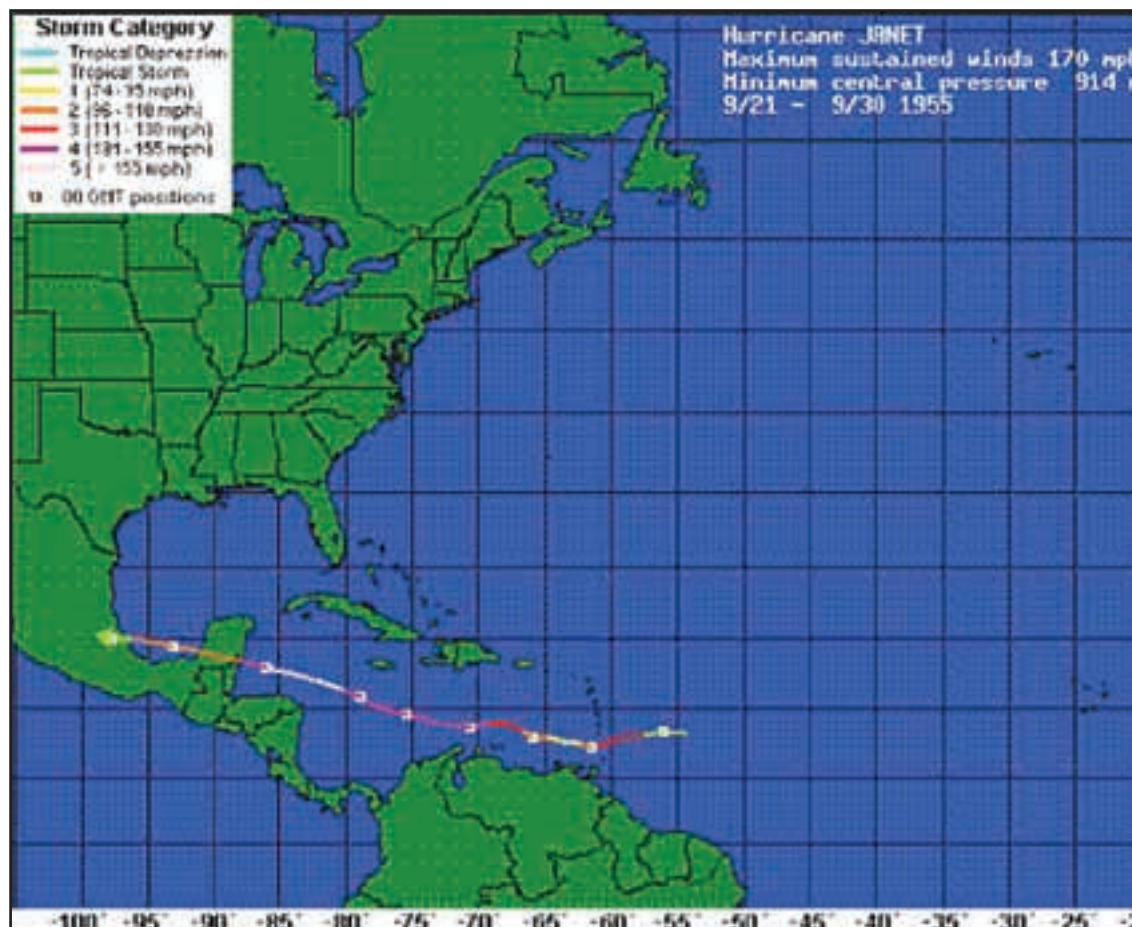 Storm Category
Tropical Depression
Tropical Storm
1 (74-95 mph)
2 (96-110 mph)
3 (111-130 mph)
4 (131-155 mph)
5 ( > 155 mph)
00 GMT positions
Hurricane JANET
Maximum sustained winds 170 mph
Minimum central pressure 914
9/21 - 9/30 1955
-100 -95 -90 -85 -80 -75 -70 -65 -60 -55 -50 -45 -40 -35 -30 -25